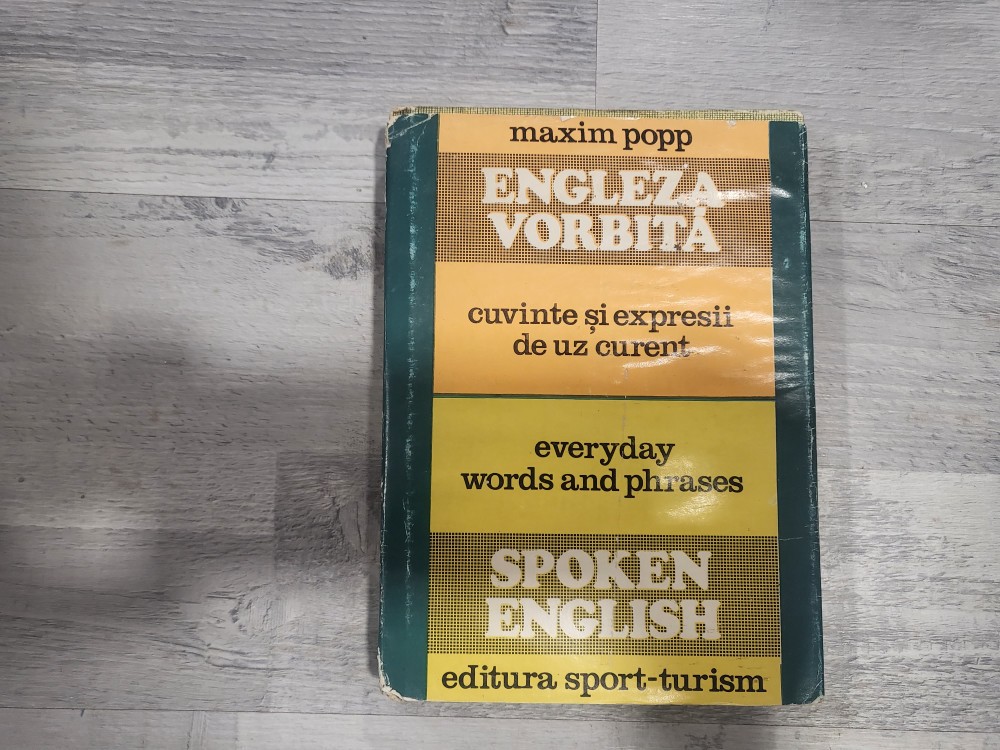 maxim popp
ENGLEZA
VORBITĂ
cuvinte și expresii
de uz curent
everyday
words and phrases
SPOKEN
ENGLISH
editura sport-turism